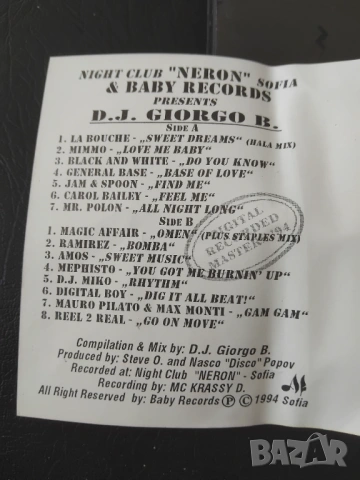 NIGHT CLUB "NERON" SOFIA
& BABY RECORDS
PRESENTS
D.J. GIORGO B.
SIDE A
1. LA BOUCHE - „SWEET DREAMS“ (HALA MIX)
2. MIMMO - „LOVE ME BABY“
3. BLACK AND WHITE - „DO YOU KNOW“
4. GENERAL BASE - „BASE OF LOVE“
5. JAM & SPOON - „FIND ME“
6. CAROL BAILEY - „FEEL ME“
7. MR. POLON - „ALL NIGHT LONG“
SIDE B
1. MAGIC AFFAIR - „OMEN“ (PLUS STAPLES MIX)
2. RAMIREZ - „BOMBA“
3. AMOS - „SWEET MUSIC“
4. MEPHISTO - „YOU GOT ME BURNIN' UP“
5. D.J. MIKO - „RHYTHM“
6. DIGITAL BOY - „DIG IT ALL BEAT!“
7. MAURO PILATO & MAX MONTI - „GAM GAM“
8. REEL 2 REAL - „GO ON MOVE“
DIGITAL
RECORDED
MASTER '94
Compilation & Mix by: D.J. Giorgo B.
Produced by: Steve O. and Nasco "Disco" Popov
Recorded at: Night Club "NERON" - Sofia
Recording by: MC KRASSY D.
All Right Reserved by: Baby Records Ⓟ © 1994 Sofia
БАZАР